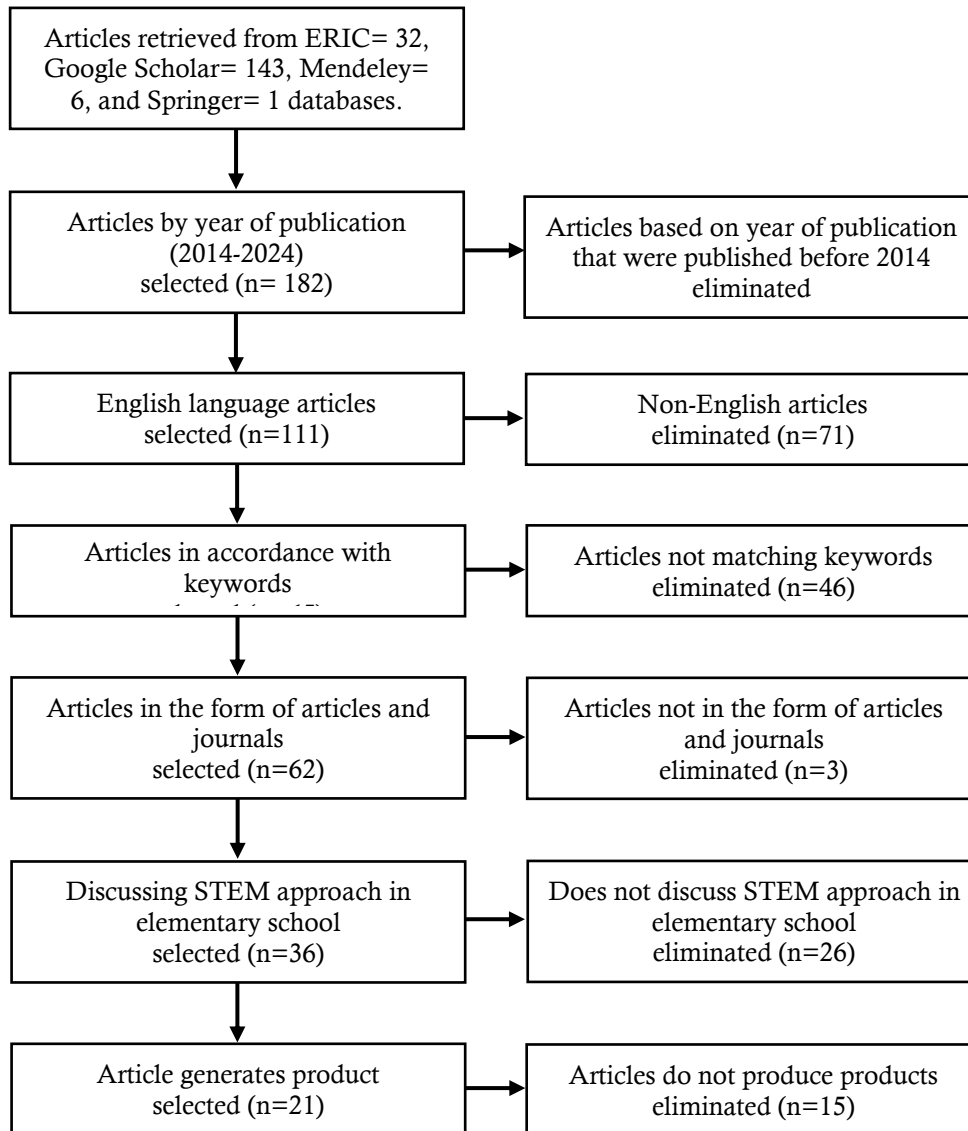 Articles retrieved from ERIC= 32,
Google Scholar= 143, Mendeley=
6, and Springer= 1 databases.
Articles by year of publication
(2014-2024)
selected (n= 182)
Articles based on year of publication
that were published before 2014
eliminated
English language articles
selected (n=111)
Non-English articles
eliminated (n=71)
Articles in accordance with
keywords
Articles not matching keywords
eliminated (n=46)
Articles in the form of articles and
journals
selected (n=62)
Articles not in the form of articles
and journals
eliminated (n=3)
Discussing STEM approach in
elementary school
selected (n=36)
Does not discuss STEM approach in
elementary school
eliminated (n=26)
Article generates product
selected (n=21)
Articles do not produce products
eliminated (n=15)